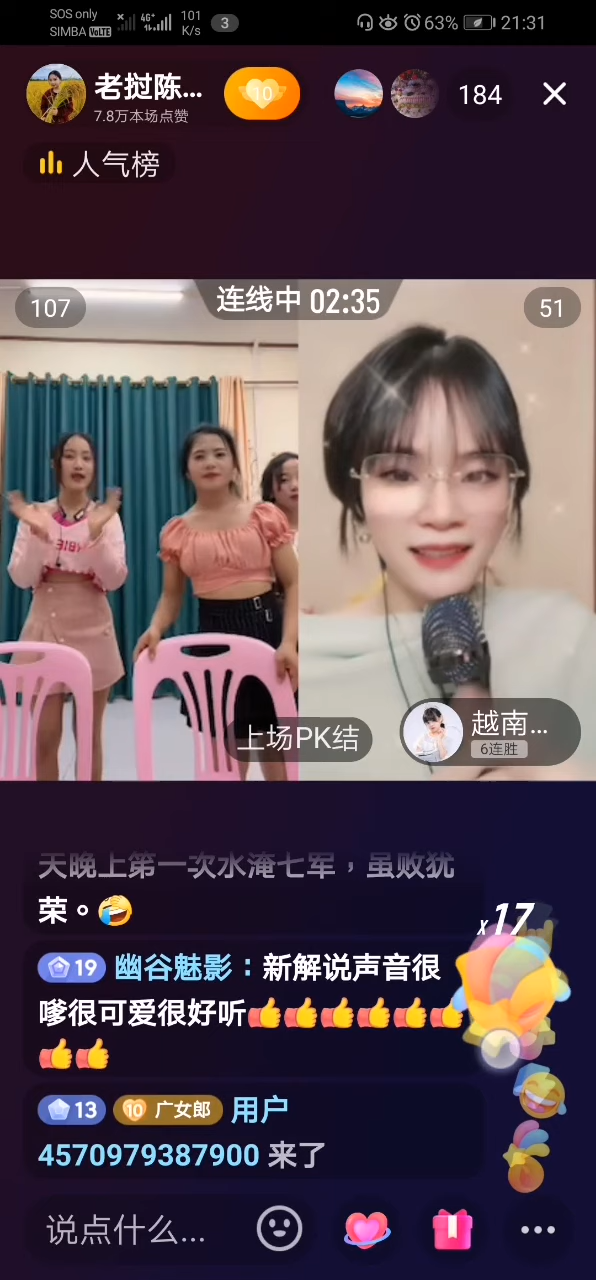 SOS only
SIMBA VoLTE
4G+
101
K/s
3
63%
21:31
老挝陈...
7.8万本场点赞
10
184
人气榜
107
连线中 02:35
51
上场PK结
越南...
6连胜
天晚上第一次水淹七军，虽败犹
荣。
x17
19 幽谷魅影：新解说声音很
嗲很可爱很好听
13 10 广女郎 用户
4570979387900 来了
说点什么...